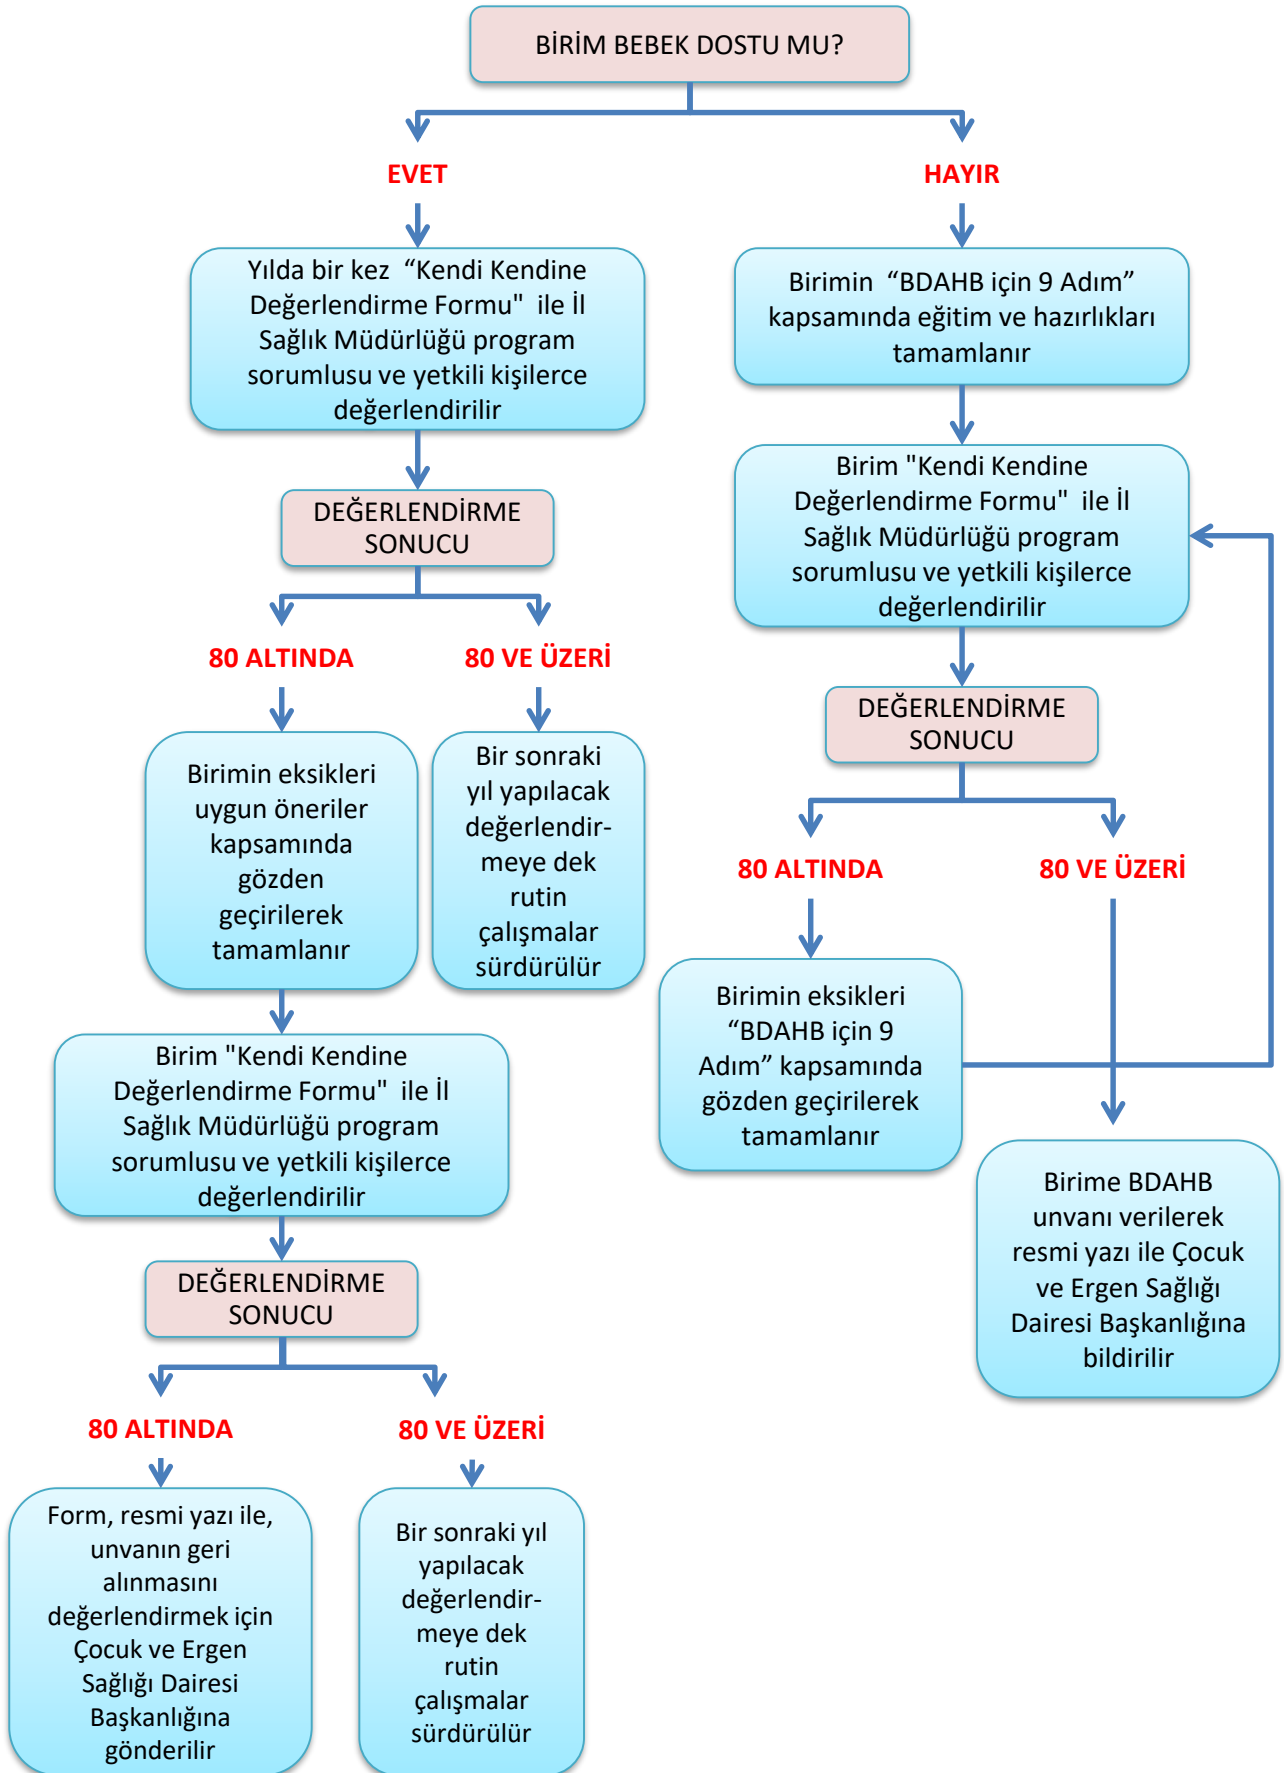 BİRİM BEBEK DOSTU MU?
EVET
HAYIR
Yılda bir kez “Kendi Kendine
Değerlendirme Formu" ile İl
Sağlık Müdürlüğü program
sorumlusu ve yetkili kişilerce
değerlendirilir
Birimin “BDAHB için 9 Adım”
kapsamında eğitim ve hazırlıkları
tamamlanır
DEĞERLENDİRME
SONUCU
Birim "Kendi Kendine
Değerlendirme Formu" ile İl
Sağlık Müdürlüğü program
sorumlusu ve yetkili kişilerce
değerlendirilir
80 ALTINDA
80 VE ÜZERİ
DEĞERLENDİRME
SONUCU
Birimin eksikleri
uygun öneriler
kapsamında
gözden
geçirilerek
tamamlanır
Bir sonraki
yıl yapılacak
değerlendir-
meye dek
rutin
çalışmalar
sürdürülür
80 ALTINDA
80 VE ÜZERİ
Birimin eksikleri
“BDAHB için 9
Adım” kapsamında
gözden geçirilerek
tamamlanır
Birim "Kendi Kendine
Değerlendirme Formu" ile İl
Sağlık Müdürlüğü program
sorumlusu ve yetkili kişilerce
değerlendirilir
Birime BDAHB
unvanı verilerek
resmi yazı ile Çocuk
ve Ergen Sağlığı
Dairesi Başkanlığına
bildirilir
DEĞERLENDİRME
SONUCU
80 ALTINDA
80 VE ÜZERİ
Form, resmi yazı ile,
unvanın geri
alınmasını
değerlendirmek için
Çocuk ve Ergen
Sağlığı Dairesi
Başkanlığına
gönderilir
Bir sonraki yıl
yapılacak
değerlendir-
meye dek
rutin
çalışmalar
sürdürülür